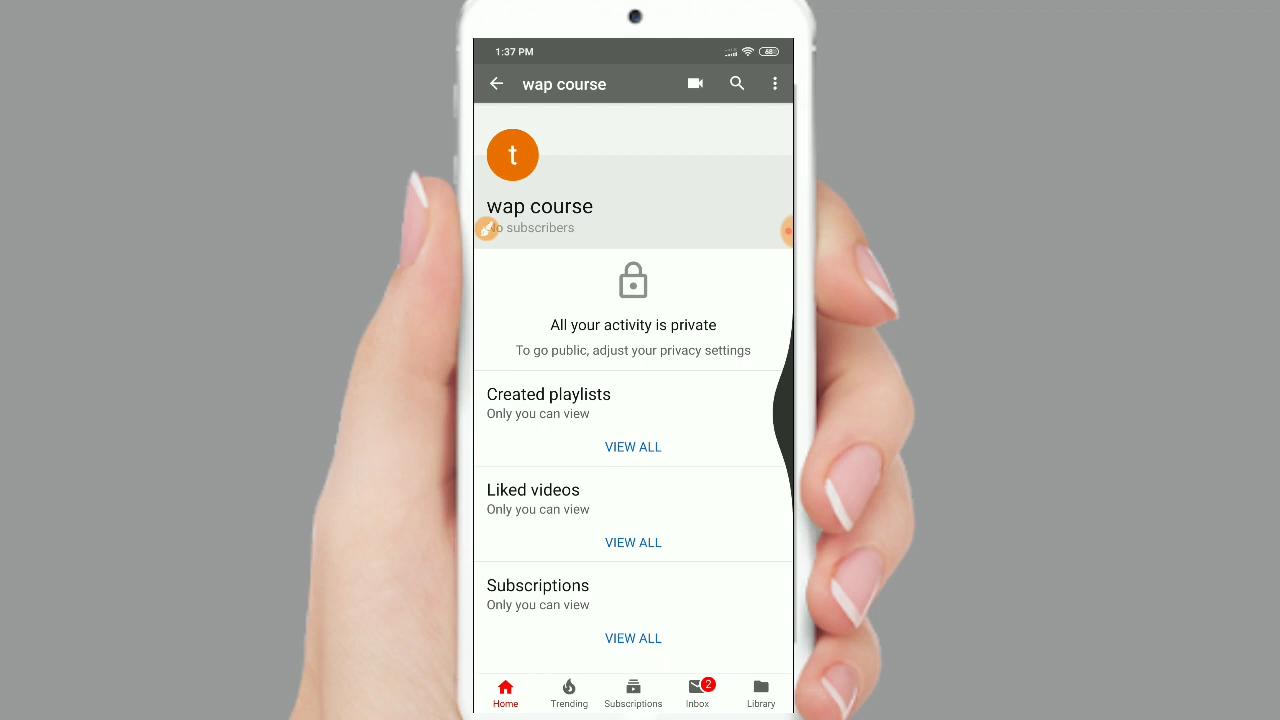 1:37 PM
68
wap course
t
wap course
No subscribers
All your activity is private
To go public, adjust your privacy settings
Created playlists
Only you can view
VIEW ALL
Liked videos
Only you can view
VIEW ALL
Subscriptions
Only you can view
VIEW ALL
2
Home Trending Subscriptions Inbox Library